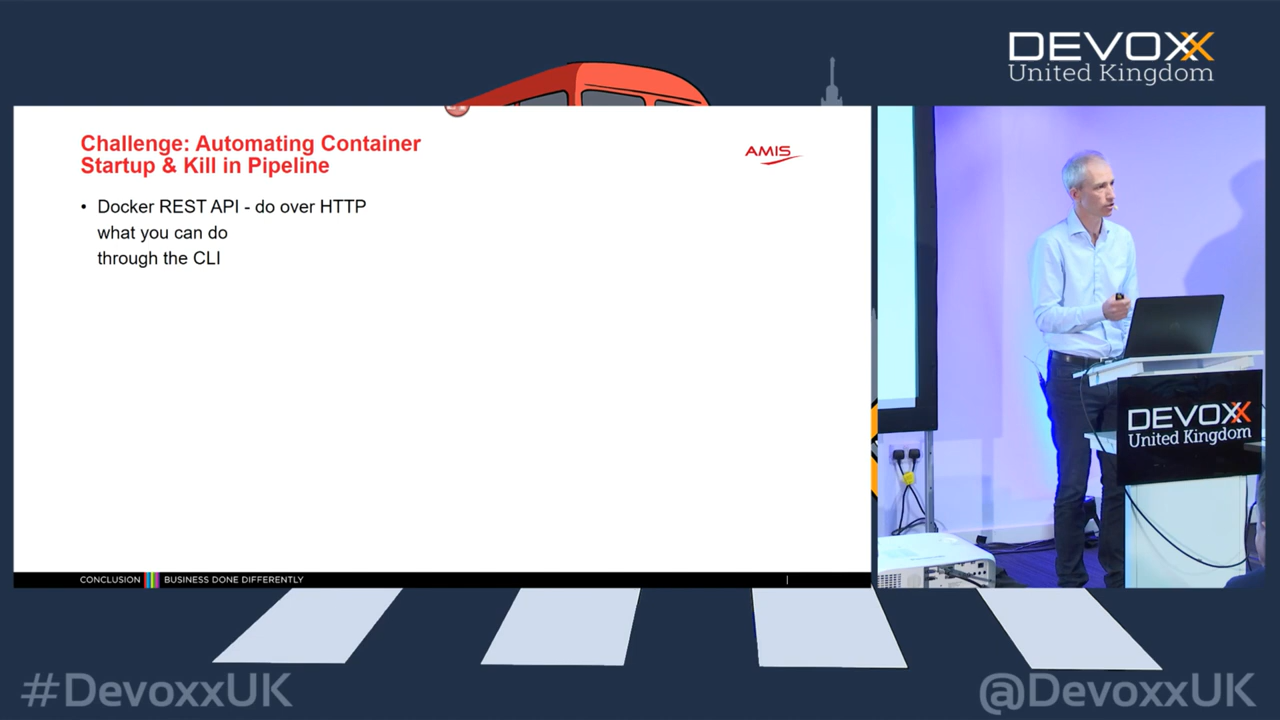 DEVOXX
United Kingdom
Challenge: Automating Container
Startup & Kill in Pipeline
AMIS
• Docker REST API - do over HTTP
what you can do
through the CLI
CONCLUSION BUSINESS DONE DIFFERENTLY
DEVOXX
United Kingdom
#DevoxxUK
@DevoxxUK